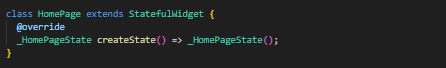 class HomePage extends StatefulWidget {
  @override
  _HomePageState createState() => _HomePageState();
}